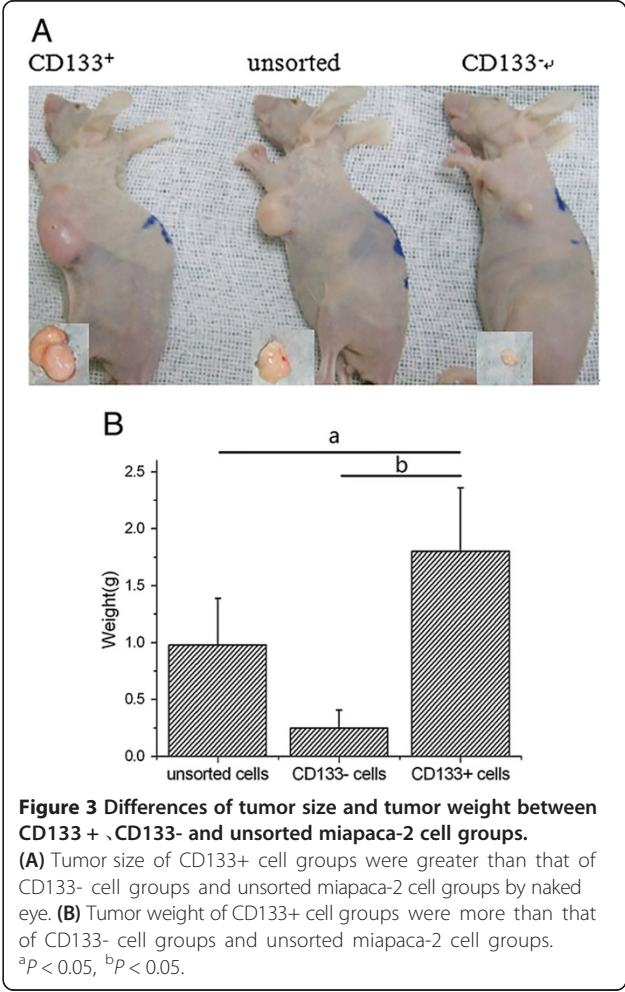 A
CD133+ unsorted CD133-↵
B
a
b
2.5
2.0
1.5
1.0
0.5
0.0
Weight(g)
unsorted cells CD133- cells CD133+ cells
Figure 3 Differences of tumor size and tumor weight between
CD133 + 、CD133- and unsorted miapaca-2 cell groups.
(A) Tumor size of CD133+ cell groups were greater than that of
CD133- cell groups and unsorted miapaca-2 cell groups by naked
eye. (B) Tumor weight of CD133+ cell groups were more than that
of CD133- cell groups and unsorted miapaca-2 cell groups.
aP < 0.05, bP < 0.05.